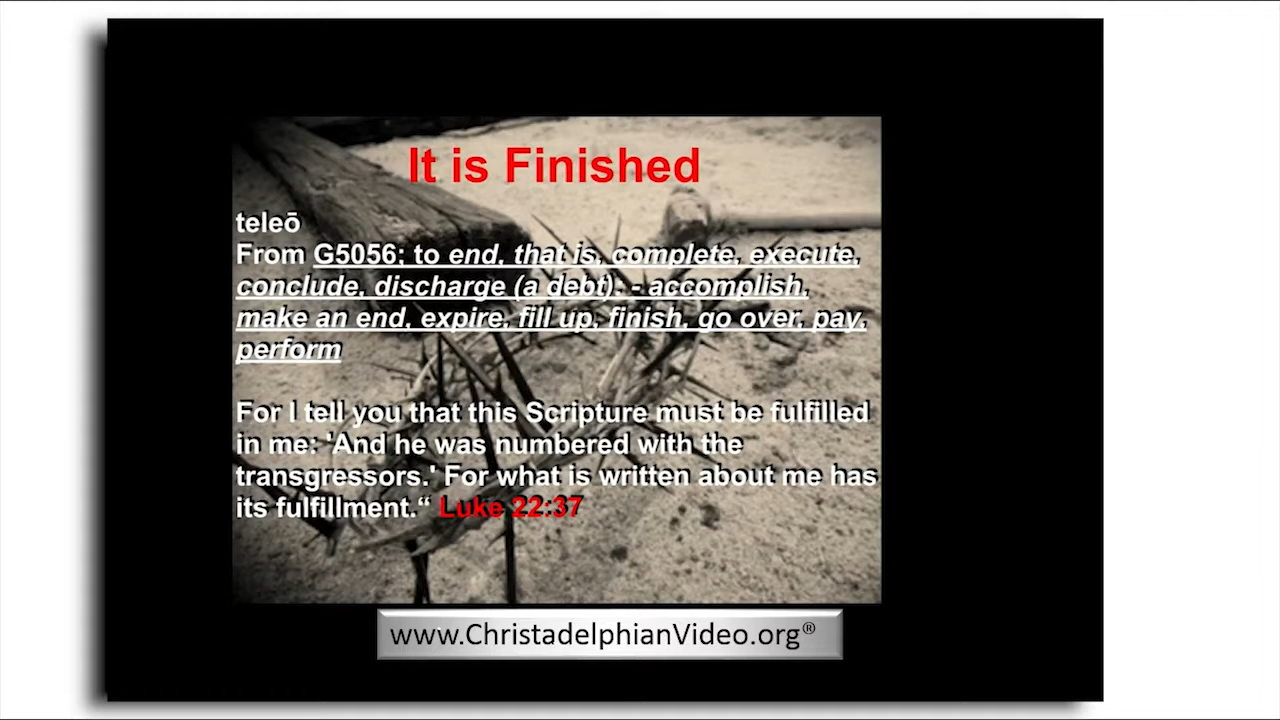 It is Finished
teleō
From G5056; to end, that is, complete, execute,
conclude, discharge (a debt): - accomplish,
make an end, expire, fill up, finish, go over, pay,
perform
For I tell you that this Scripture must be fulfilled
in me: 'And he was numbered with the
transgressors.' For what is written about me has
its fulfillment.“ Luke 22:37
www.ChristadelphianVideo.org®